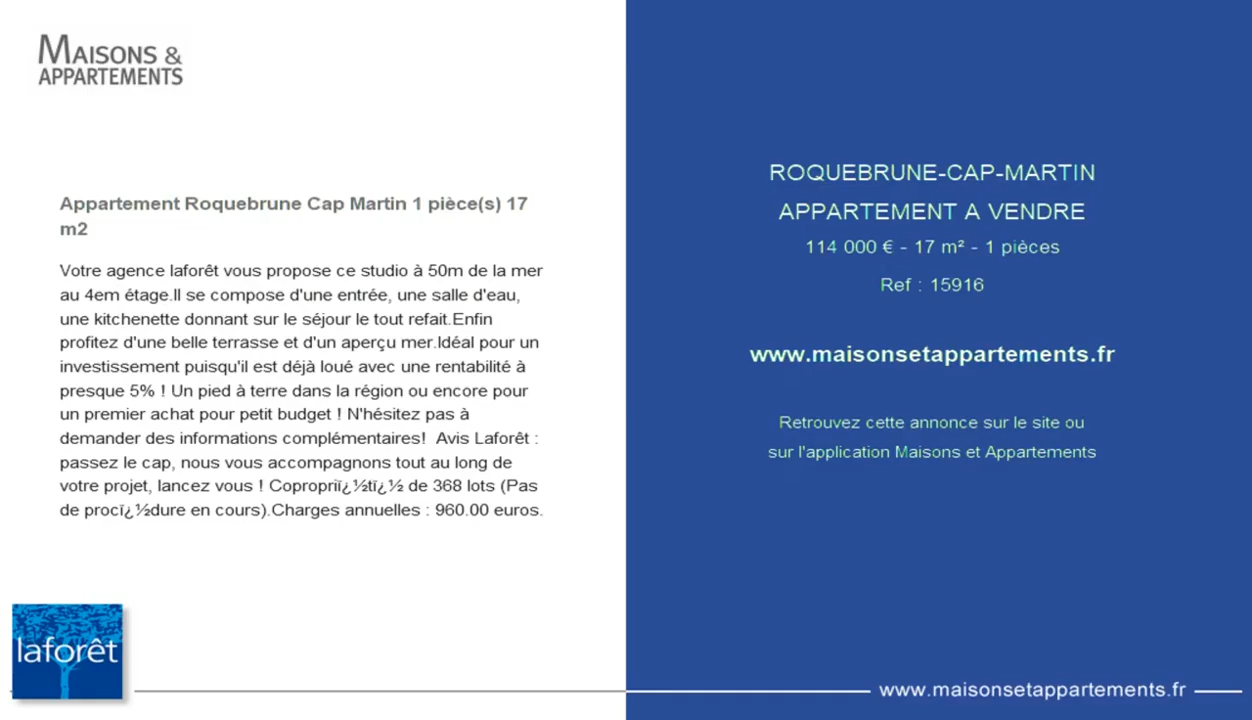 MAISONS &
APPARTEMENTS
Appartement Roquebrune Cap Martin 1 pièce(s) 17
m2
Votre agence laforêt vous propose ce studio à 50m de la mer
au 4em étage.Il se compose d'une entrée, une salle d'eau,
une kitchenette donnant sur le séjour le tout refait.Enfin
profitez d'une belle terrasse et d'un aperçu mer.Idéal pour un
investissement puisqu'il est déjà loué avec une rentabilité à
presque 5% ! Un pied à terre dans la région ou encore pour
un premier achat pour petit budget ! N'hésitez pas à
demander des informations complémentaires!  Avis Laforêt :
passez le cap, nous vous accompagnons tout au long de
votre projet, lancez vous ! Copropriï¿½tï¿½ de 368 lots (Pas
de procï¿½dure en cours).Charges annuelles : 960.00 euros.
laforêt
ROQUEBRUNE-CAP-MARTIN
APPARTEMENT A VENDRE
114 000 € - 17 m² - 1 pièces
Ref : 15916
www.maisonsetappartements.fr
Retrouvez cette annonce sur le site ou
sur l'application Maisons et Appartements
www.maisonsetappartements.fr